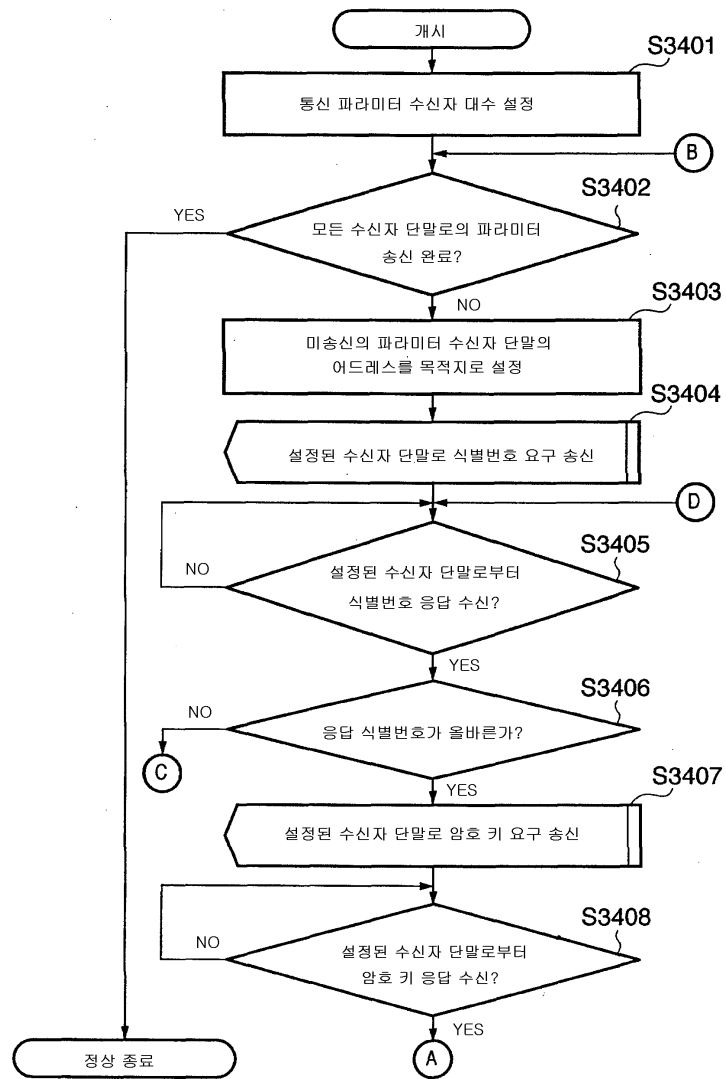 개시
S3401
통신 파라미터 수신자 대수 설정
B
S3402
YES
모든 수신자 단말로의 파라미터
송신 완료?
NO
S3403
미송신의 파라미터 수신자 단말의
어드레스를 목적지로 설정
S3404
설정된 수신자 단말로 식별번호 요구 송신
D
S3405
NO
설정된 수신자 단말로부터
식별번호 응답 수신?
YES
S3406
NO
응답 식별번호가 올바른가?
C
YES
S3407
설정된 수신자 단말로 암호 키 요구 송신
S3408
NO
설정된 수신자 단말로부터
암호 키 응답 수신?
YES
정상 종료
A